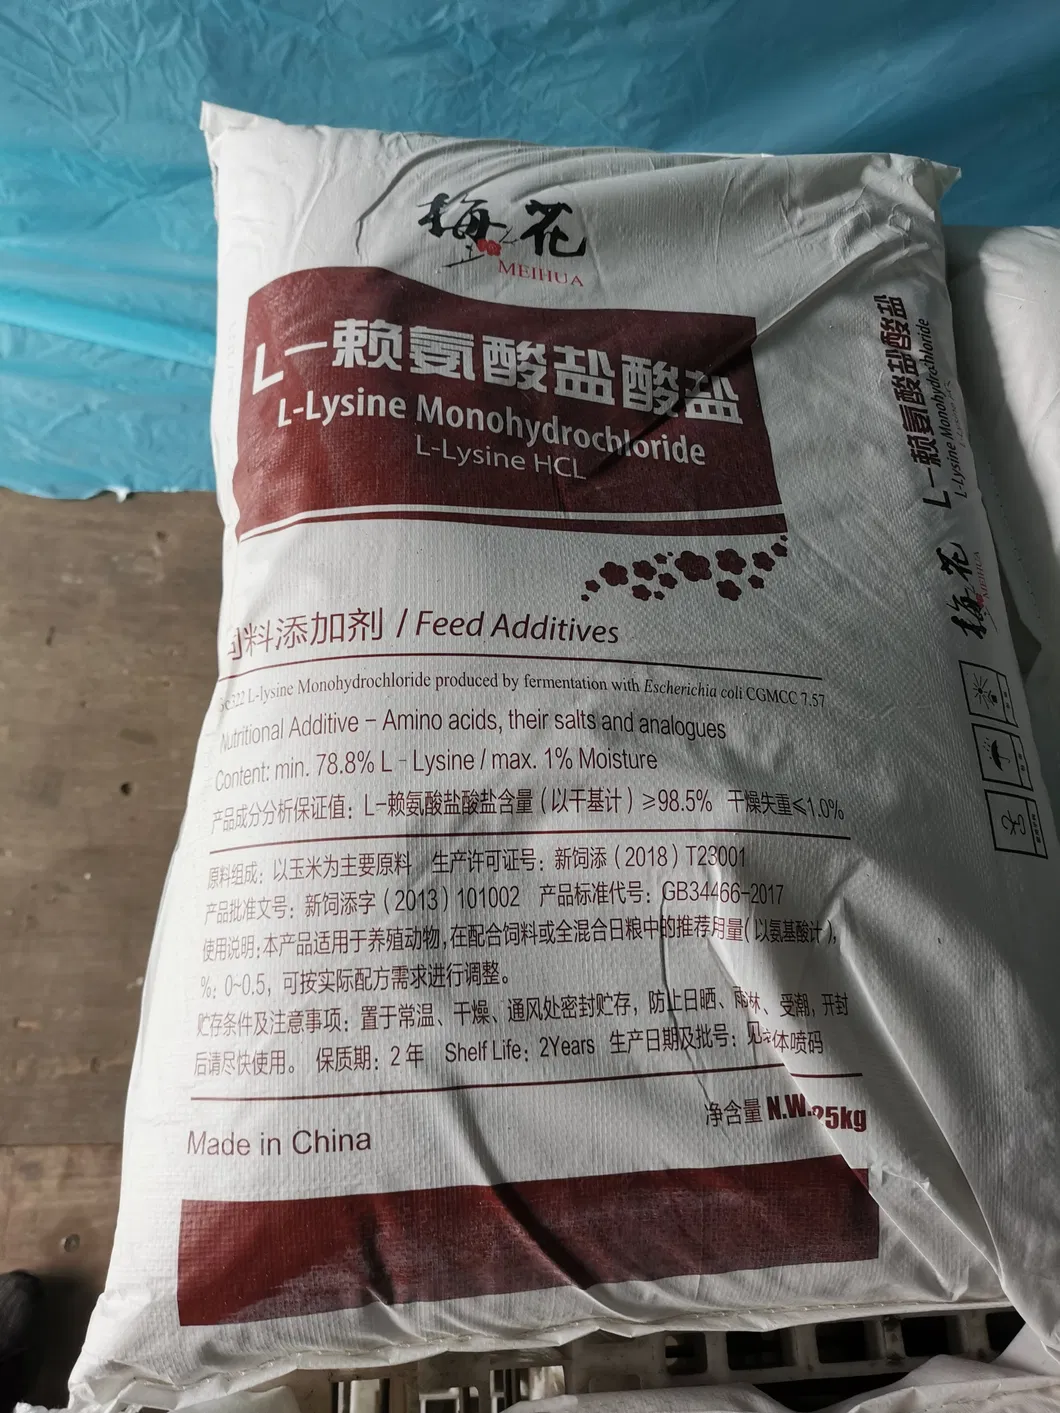 梅花
MEIHUA
L-赖氨酸盐酸盐
L-Lysine Monohydrochloride
L-Lysine HCL
饲料添加剂 / Feed Additives
L-lysine Monohydrochloride produced by fermentation with Escherichia coli CGMCC 7.57
Nutritional Additive – Amino acids, their salts and analogues
Content: min. 78.8% L - Lysine / max. 1% Moisture
产品成分分析保证值: L-赖氨酸盐酸盐含量（以干基计）≥98.5% 干燥失重≤1.0%
原料组成: 以玉米为主要原料 生产许可证号: 新饲添（2018）T23001
产品批准文号: 新饲添字（2013）101002 产品标准代号: GB34466-2017
使用说明:本产品适用于养殖动物,在配合饲料或全混合日粮中的推荐用量(以氨基酸计),
%: 0~0.5, 可按实际配方需求进行调整。
贮存条件及注意事项: 置于常温、干燥、通风处密封贮存, 防止日晒、雨淋、受潮, 开封
后请尽快使用。 保质期: 2 年 Shelf Life: 2Years 生产日期及批号: 见 体喷码
净含量 N.W.25kg
Made in China
L-赖氨酸盐酸盐
L-Lysine Monohydrochloride
梅花
MEIHUA